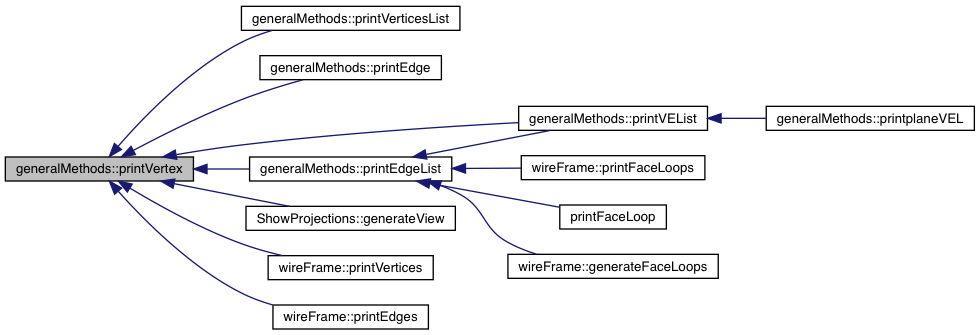 generalMethods::printVerticesList
generalMethods::printEdge
generalMethods::printVEList
generalMethods::printplaneVEL
generalMethods::printVertex
generalMethods::printEdgeList
wireFrame::printFaceLoops
ShowProjections::generateView
printFaceLoop
wireFrame::printVertices
wireFrame::generateFaceLoops
wireFrame::printEdges